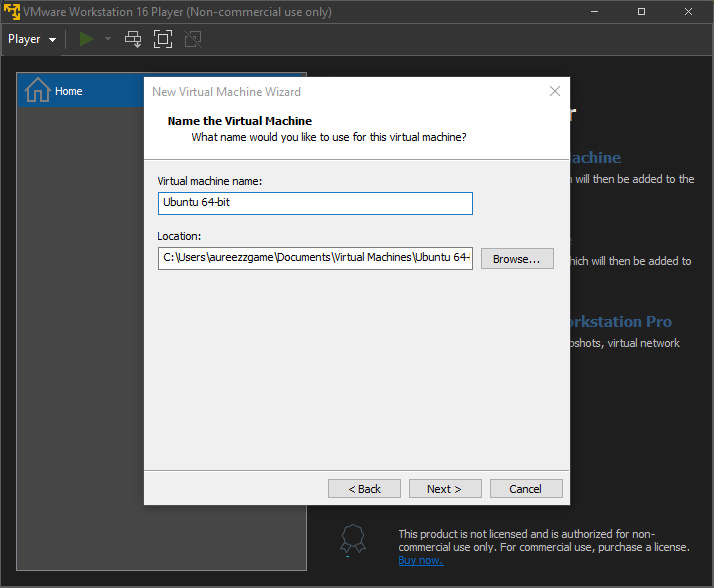 VMware Workstation 16 Player (Non-commercial use only)
Player
Home
New Virtual Machine Wizard
Name the Virtual Machine
What name would you like to use for this virtual machine?
Virtual machine name:
Ubuntu 64-bit
Location:
C:\Users\aureezzgame\Documents\Virtual Machines\Ubuntu 64-
Browse...
< Back
Next >
Cancel
r
achine
will then be added to the
hich will then be added to
rkstation Pro
pshots, virtual network
This product is not licensed and is authorized for non-
commercial use only. For commercial use, purchase a license.
Buy now.